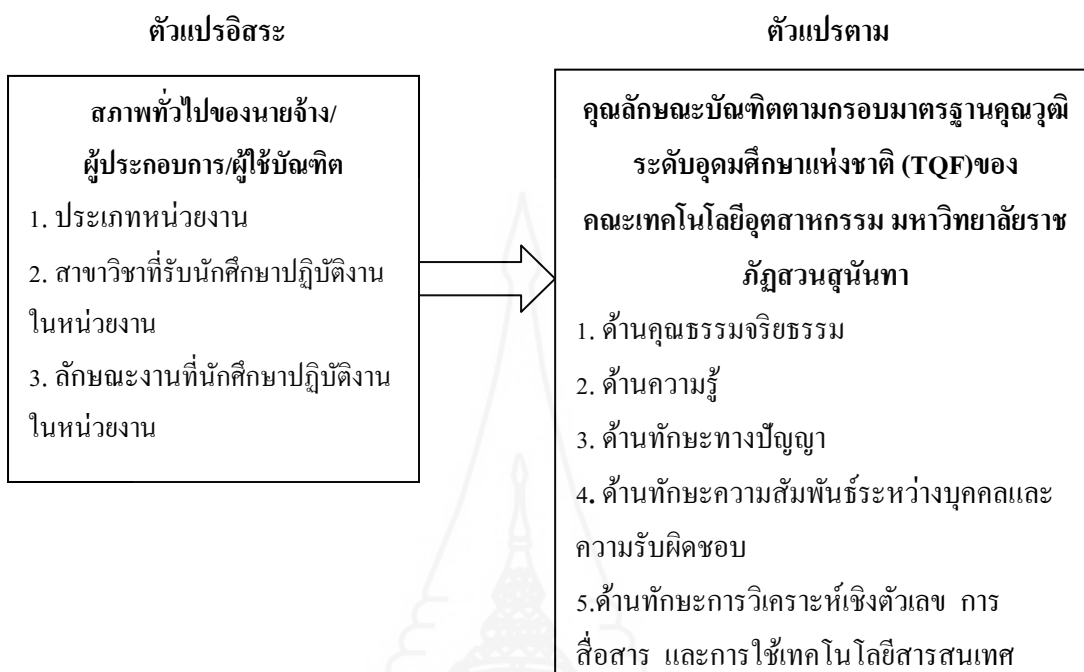 ตัวแปรอิสระ
ตัวแปรตาม
สภาพทั่วไปของนายจ้าง/
ผู้ประกอบการ/ผู้ใช้บัณฑิต
1. ประเภทหน่วยงาน
2. สาขาวิชาที่รับนักศึกษาปฏิบัติงาน
ในหน่วยงาน
3. ลักษณะงานที่นักศึกษาปฏิบัติงาน
ในหน่วยงาน
คุณลักษณะบัณฑิตตามกรอบมาตรฐานคุณวุฒิ
ระดับอุดมศึกษาแห่งชาติ (TQF)ของ
คณะเทคโนโลยีอุตสาหกรรม มหาวิทยาลัยราช
ภัฏสวนสุนันทา
1. ด้านคุณธรรมจริยธรรม
2. ด้านความรู้
3. ด้านทักษะทางปัญญา
4. ด้านทักษะความสัมพันธ์ระหว่างบุคคลและ
ความรับผิดชอบ
5.ด้านทักษะการวิเคราะห์เชิงตัวเลข การ
สื่อสาร และการใช้เทคโนโลยีสารสนเทศ